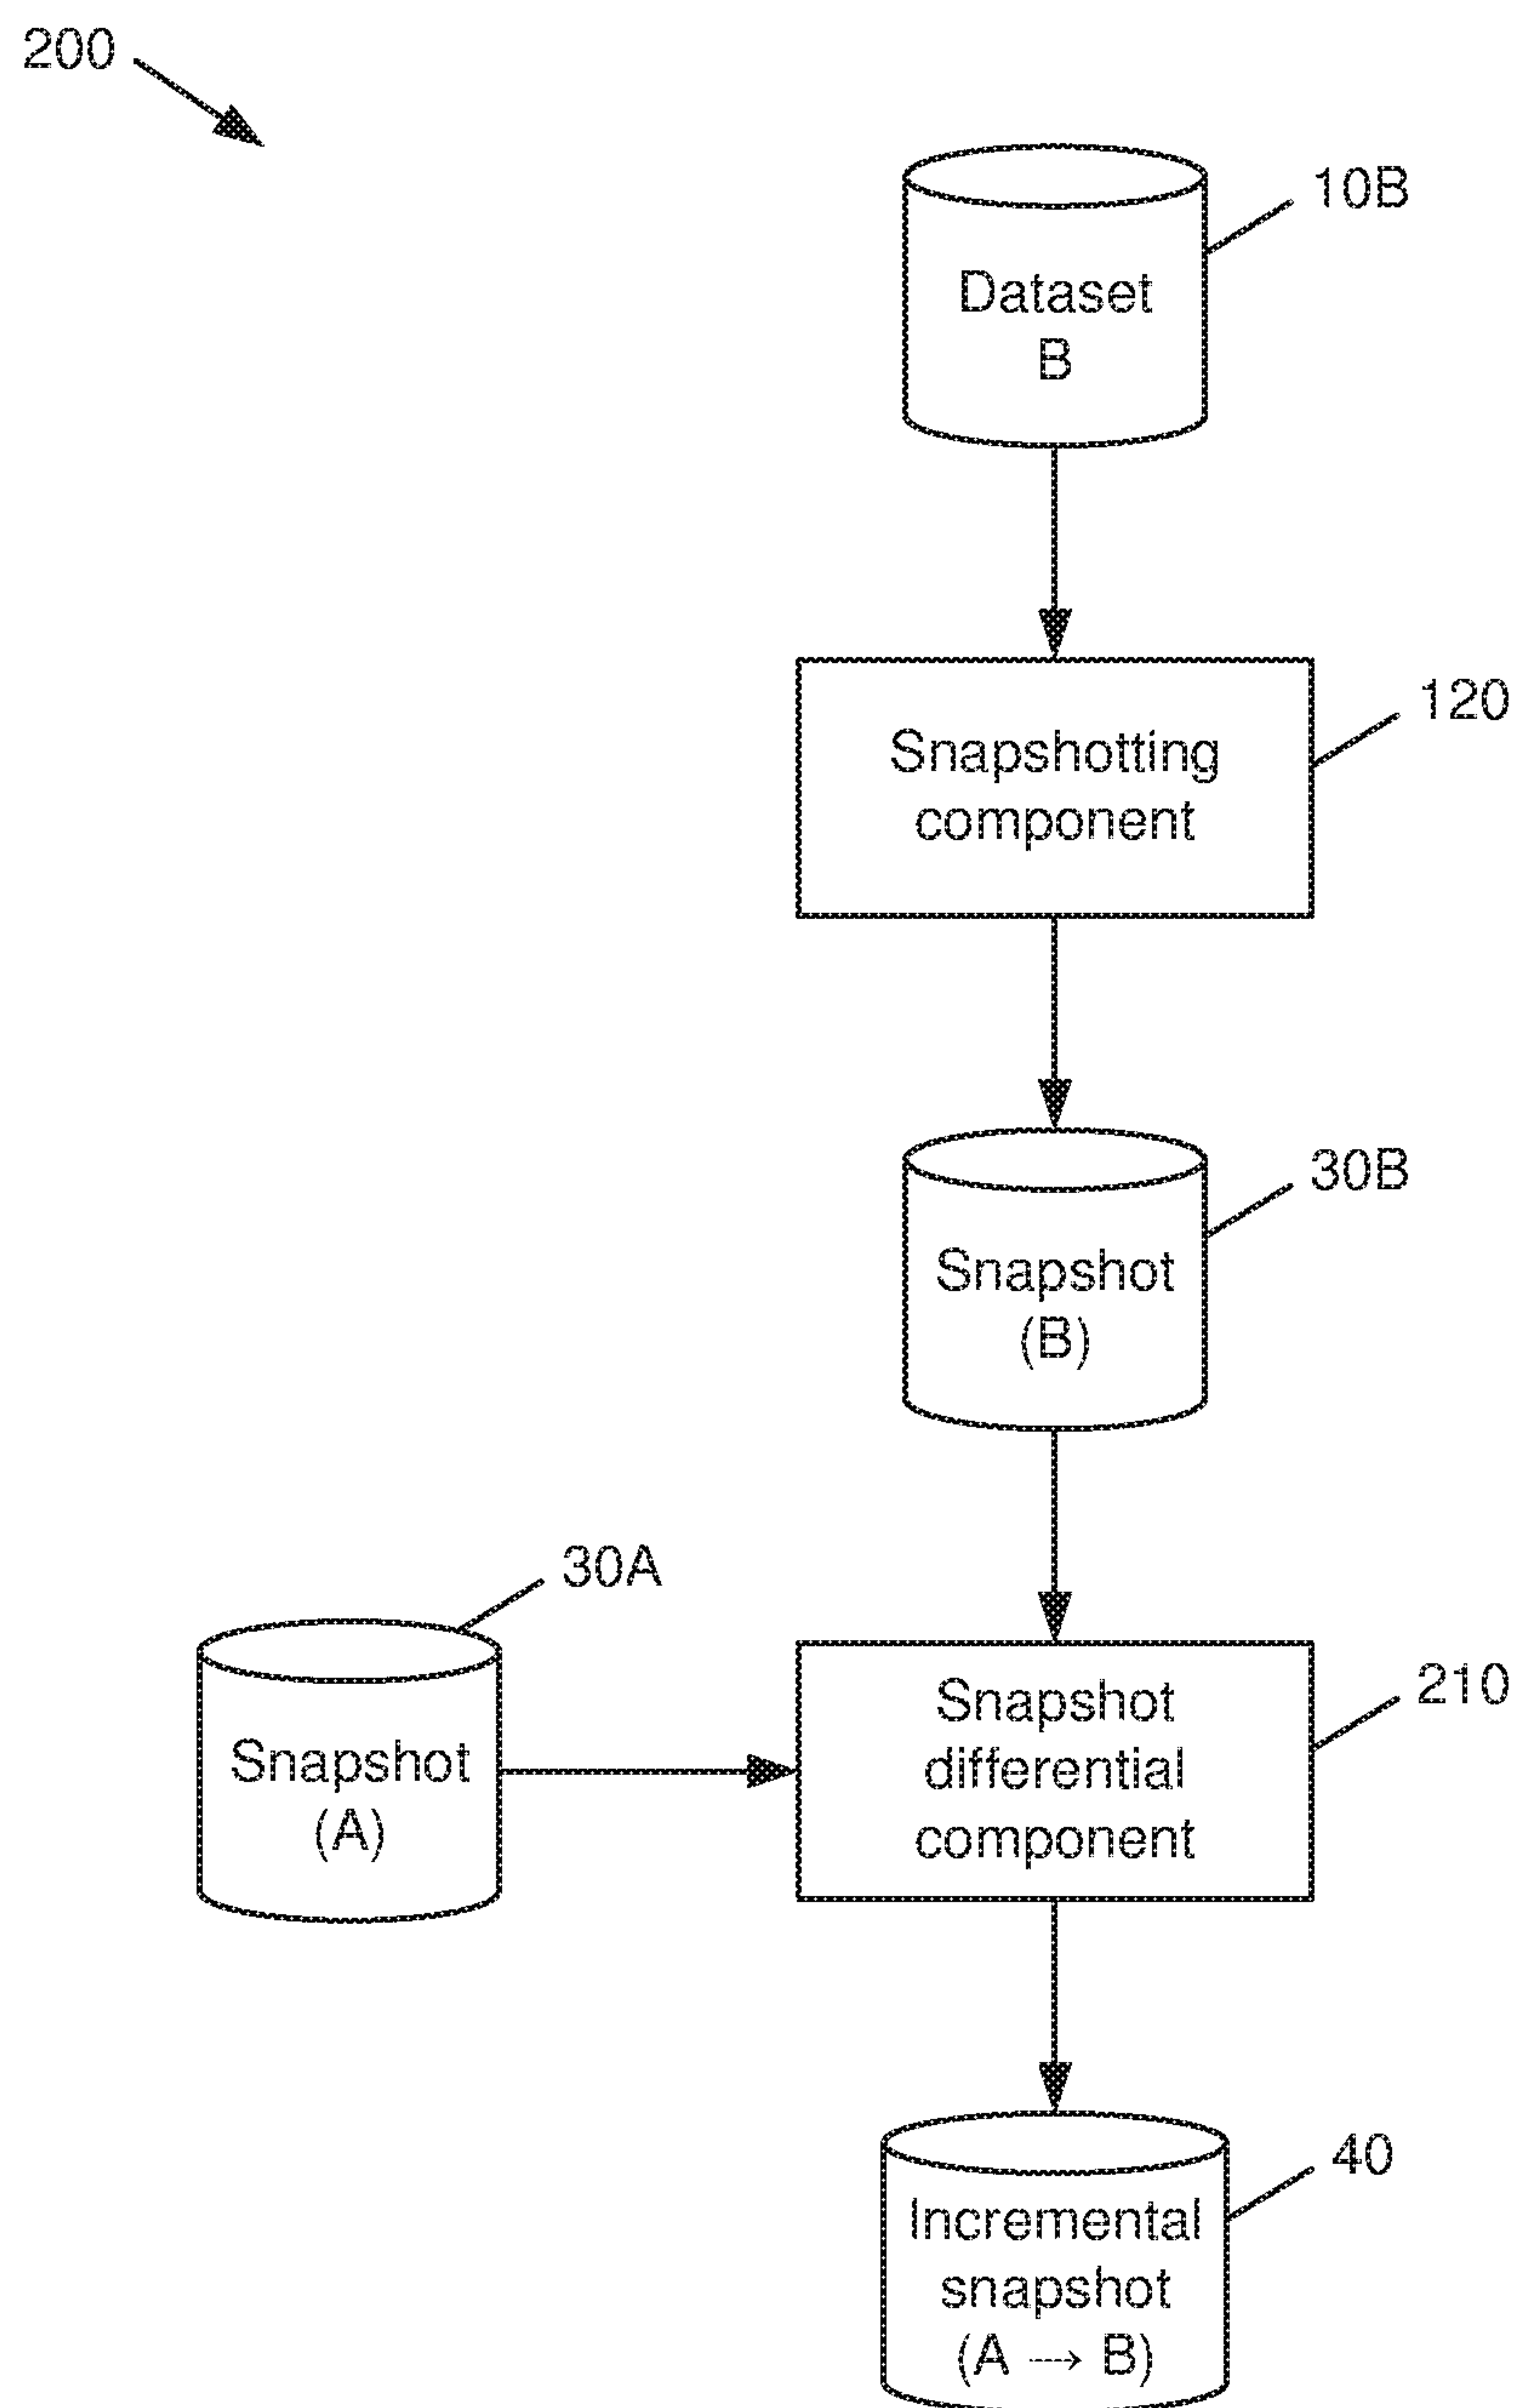 200
10B
Dataset
B
120
Snapshotting
component
30B
Snapshot
(B)
30A
Snapshot
(A)
210
Snapshot
differential
component
40
Incremental
snapshot
(A → B)